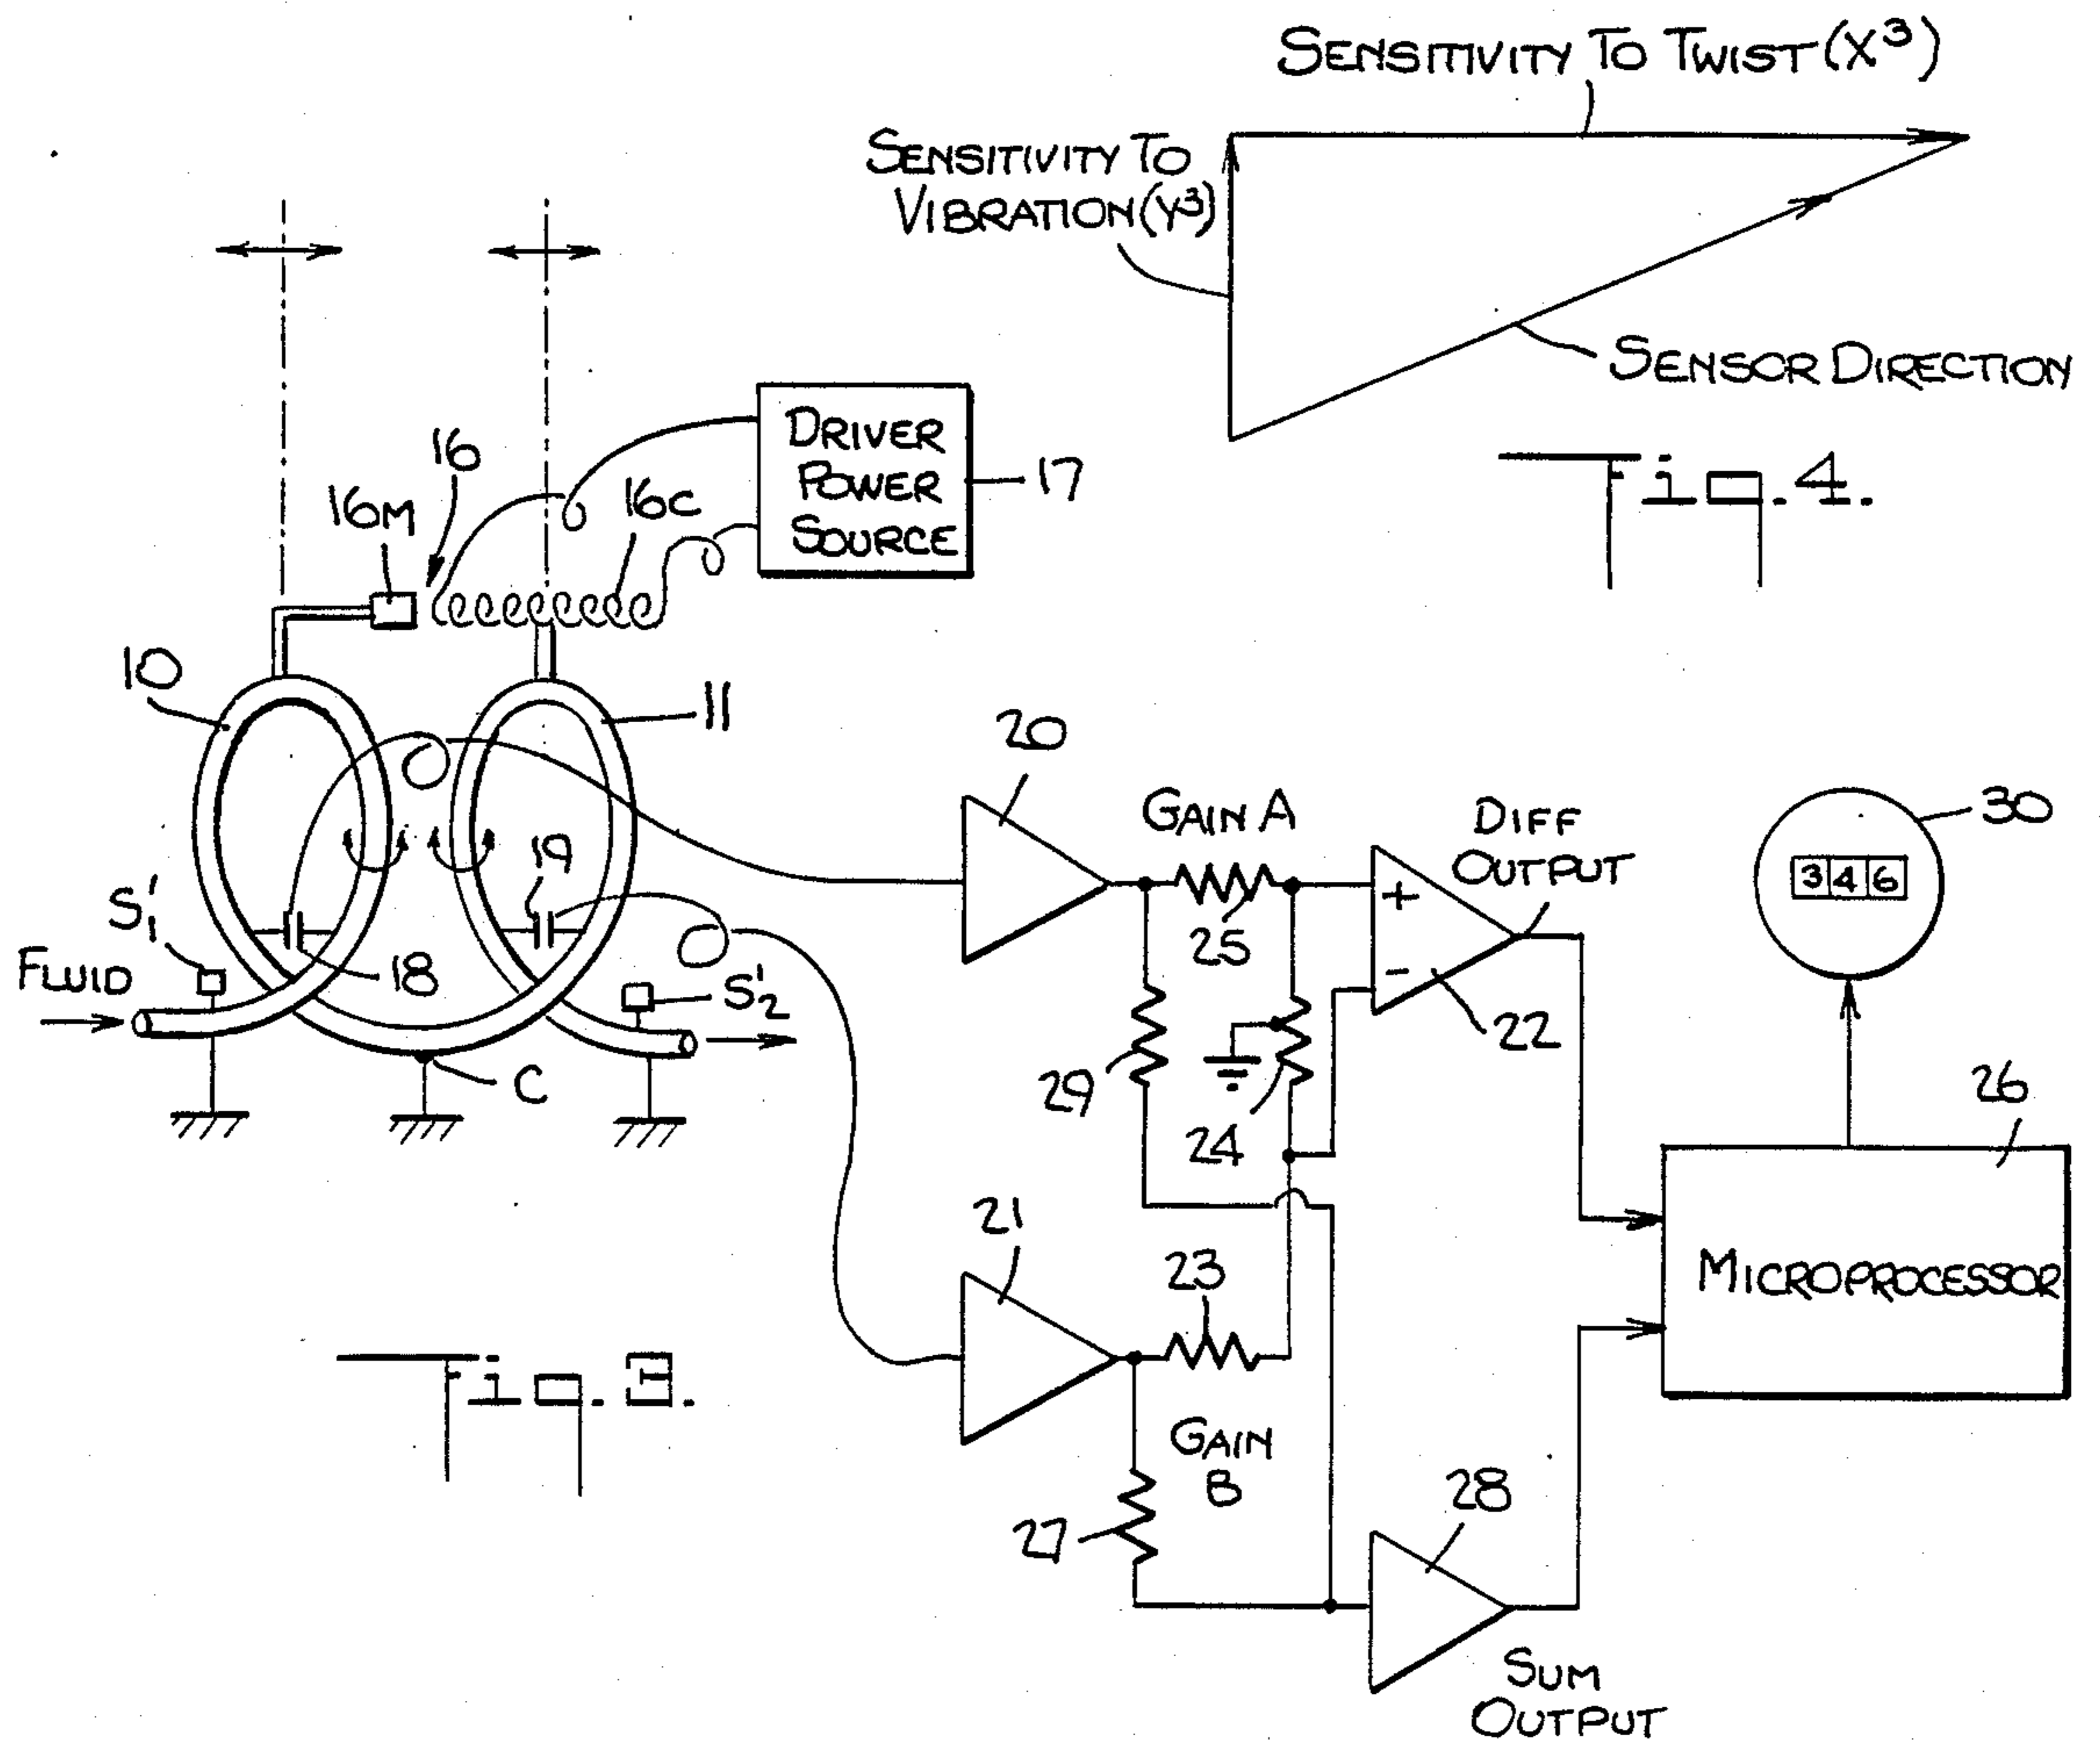 SENSITIVITY TO TWIST (X³)
SENSITIVITY TO
VIBRATION (Y³)
SENSOR DIRECTION
Fig. 4.
DRIVER
POWER
SOURCE
17
16
16M
16C
10
11
20
GAIN A
DIFF
OUTPUT
30
346
19
S'₁
25
+
-
FLUID
18
S'₂
22
29
24
C
26
21
23
MICROPROCESSOR
Fig. 3.
GAIN
B
28
27
SUM
OUTPUT